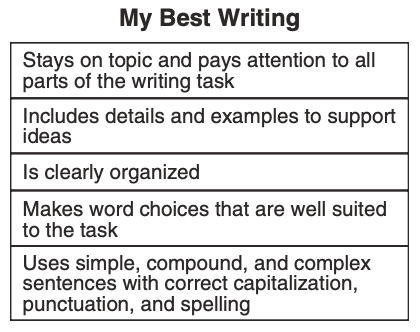 My Best Writing
Stays on topic and pays attention to all
parts of the writing task
Includes details and examples to support
ideas
Is clearly organized
Makes word choices that are well suited
to the task
Uses simple, compound, and complex
sentences with correct capitalization,
punctuation, and spelling